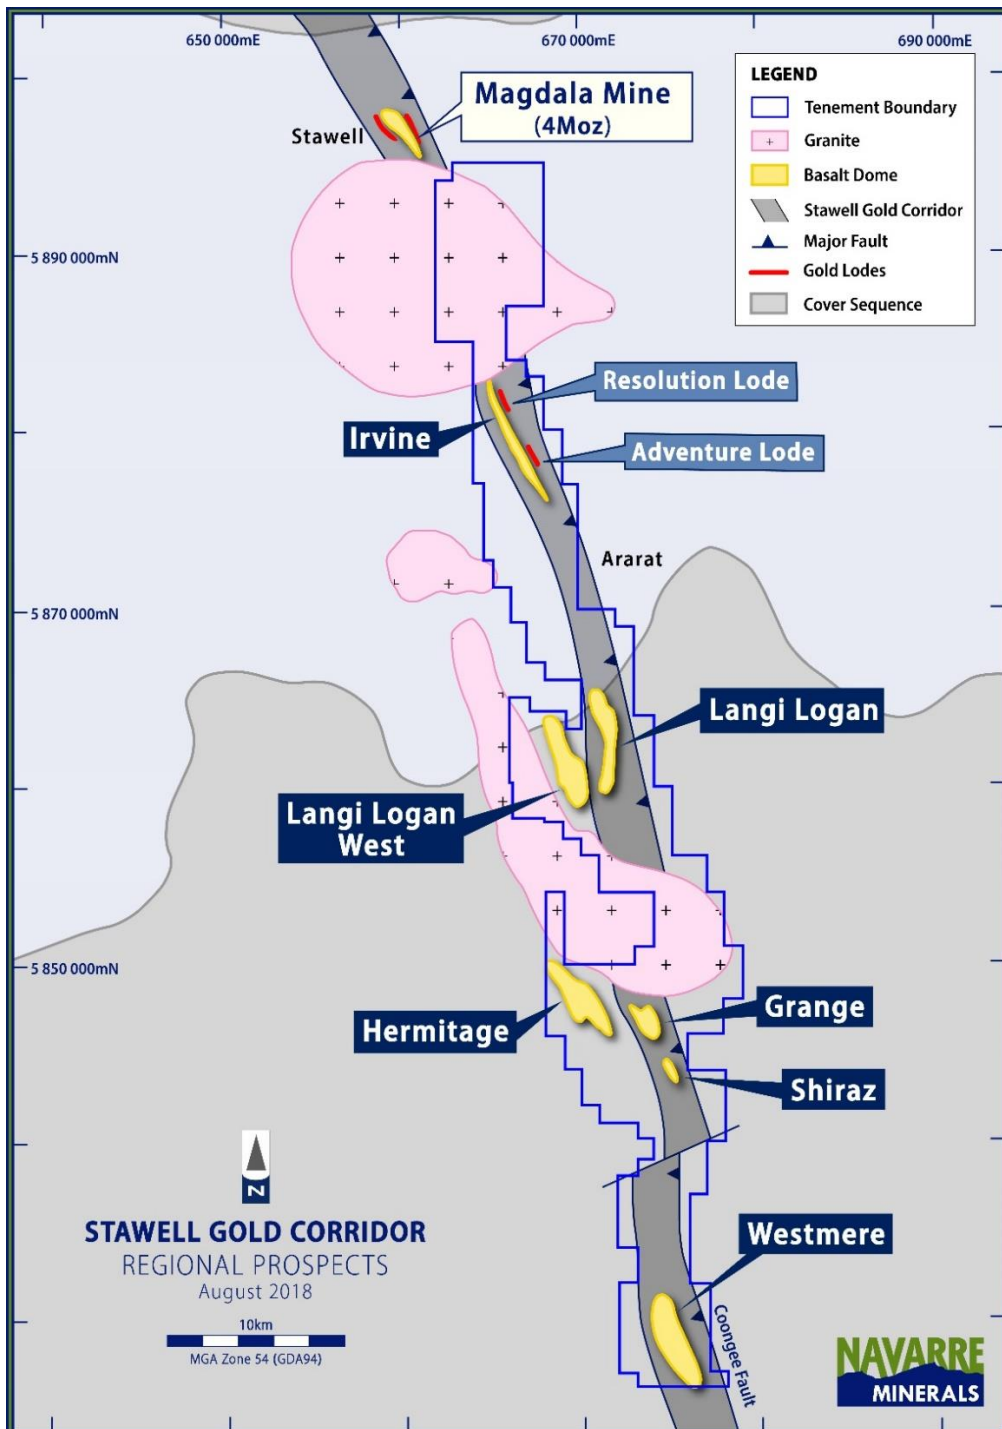 650 000mE
670 000mE
690 000mE
LEGEND
Tenement Boundary
Granite
Basalt Dome
Stawell Gold Corridor
Major Fault
Gold Lodes
Cover Sequence
Magdala Mine
(4Moz)
Stawell
5 890 000mN
Resolution Lode
Irvine
Adventure Lode
Ararat
5 870 000mN
Langi Logan
Langi Logan
West
5 850 000mN
Grange
Hermitage
Shiraz
N
STAWELL GOLD CORRIDOR
REGIONAL PROSPECTS
August 2018
10km
MGA Zone 54 (GDA94)
Westmere
Coongee Fault
NAVARRE
MINERALS